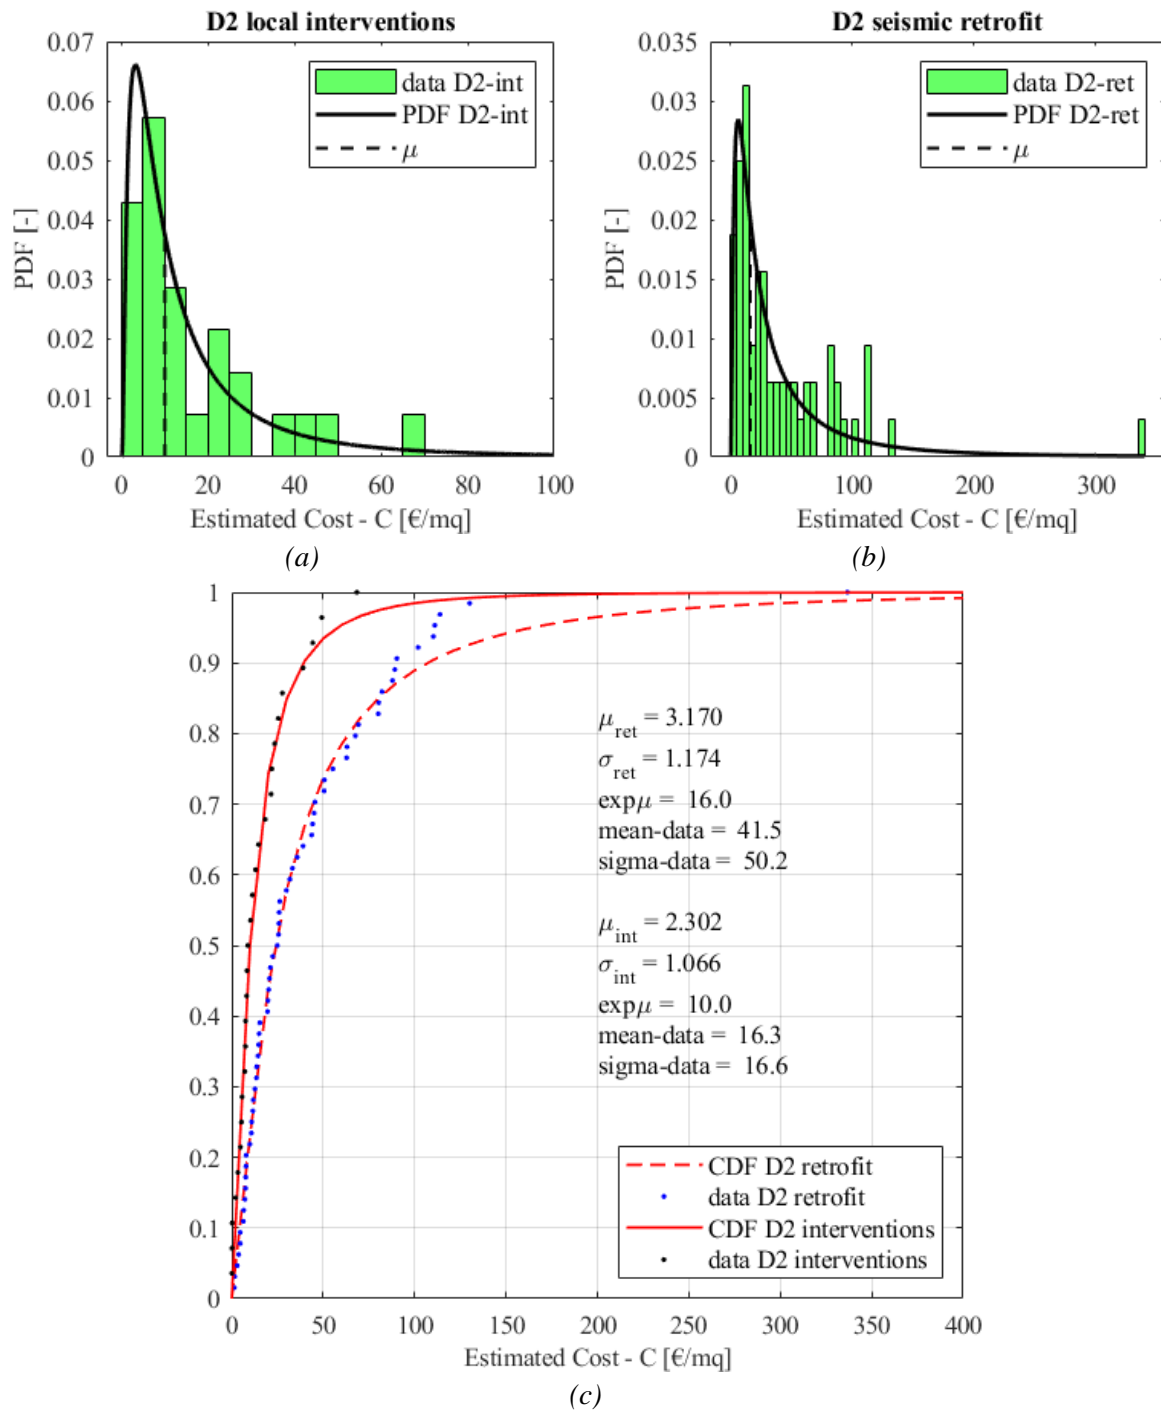 D2 local interventions
0.07
0.06
0.05
0.04
0.03
0.02
0.01
0
PDF [-]
data D2-int
PDF D2-int
μ
0 20 40 60 80 100
Estimated Cost - C [€/mq]
(a)
D2 seismic retrofit
0.035
0.03
0.025
0.02
0.015
0.01
0.005
0
PDF [-]
data D2-ret
PDF D2-ret
μ
0 100 200 300
Estimated Cost - C [€/mq]
(b)
1
0.9
0.8
0.7
0.6
0.5
0.4
0.3
0.2
0.1
0
μret = 3.170
σret = 1.174
expμ = 16.0
mean-data = 41.5
sigma-data = 50.2
μint = 2.302
σint = 1.066
expμ = 10.0
mean-data = 16.3
sigma-data = 16.6
CDF D2 retrofit
data D2 retrofit
CDF D2 interventions
data D2 interventions
0 50 100 150 200 250 300 350 400
Estimated Cost - C [€/mq]
(c)